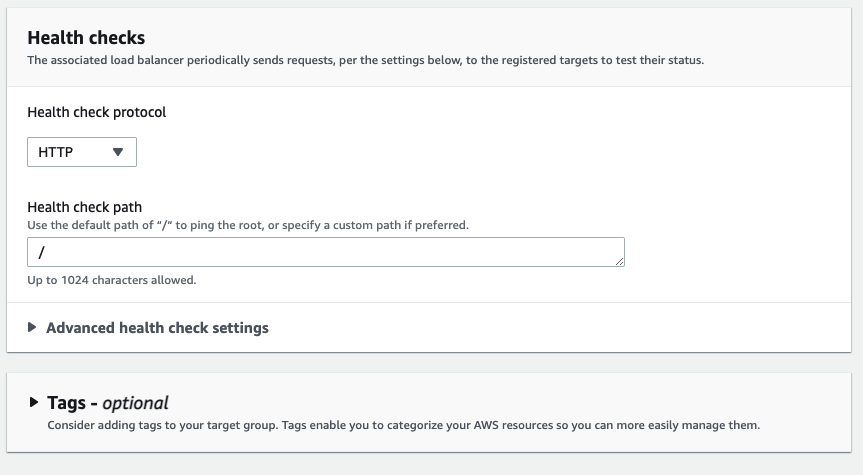 Health checks
The associated load balancer periodically sends requests, per the settings below, to the registered targets to test their status.
Health check protocol
HTTP
Health check path
Use the default path of “/” to ping the root, or specify a custom path if preferred.
/
Up to 1024 characters allowed.
Advanced health check settings
Tags - optional
Consider adding tags to your target group. Tags enable you to categorize your AWS resources so you can more easily manage them.